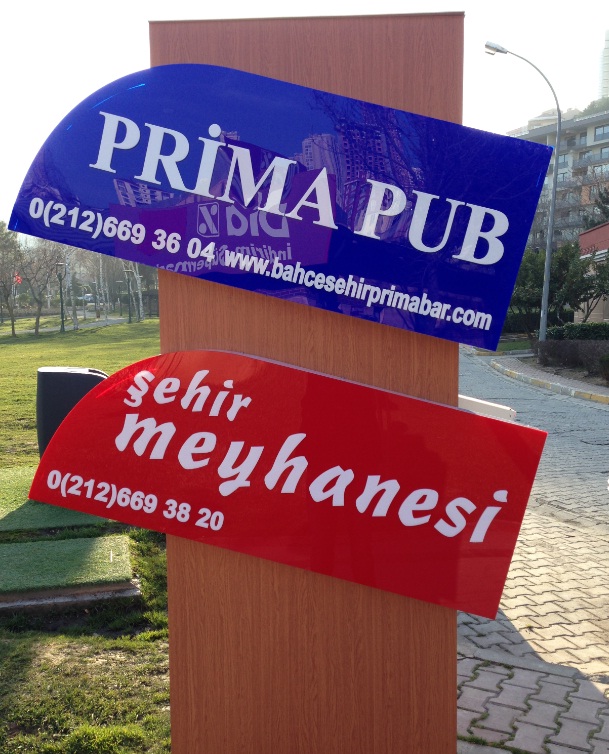 PRİMA PUB
0(212)669 36 04 www.bahcesehirprimabar.com
şehir
meyhanesi
0(212)669 38 20